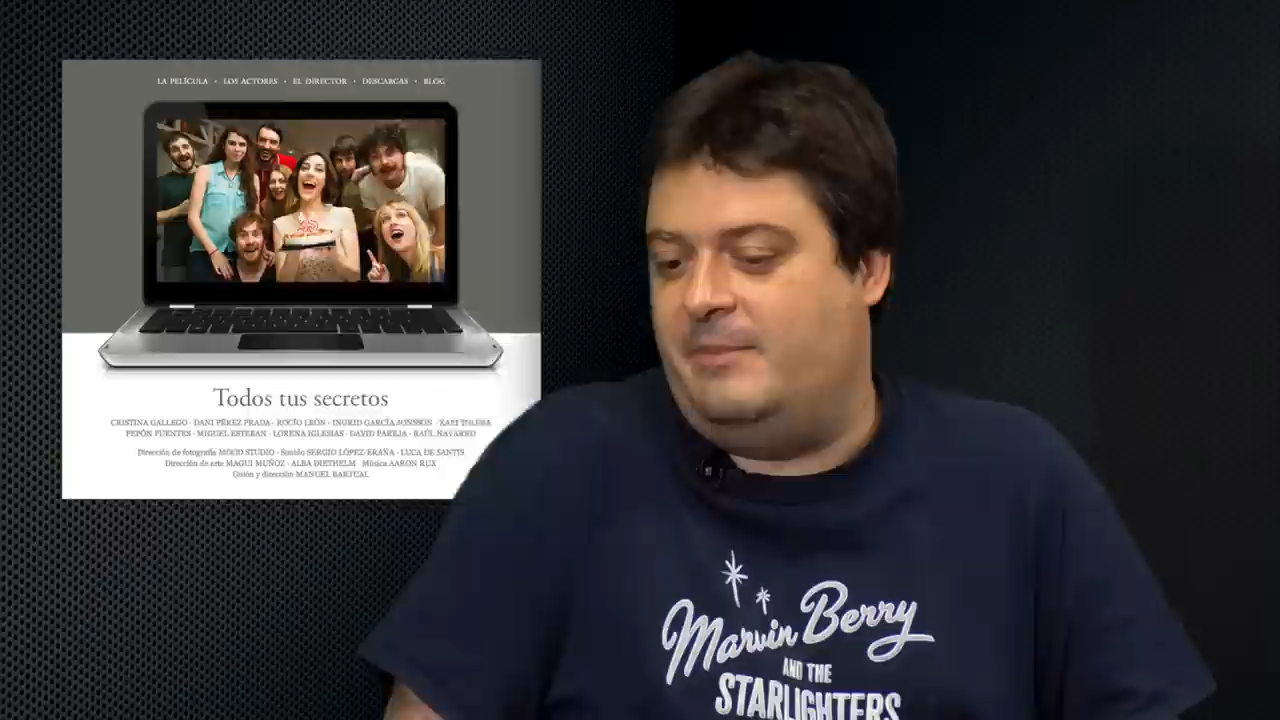 LA PELÍCULA · LOS ACTORES · EL DIRECTOR · DESCARGAS · BLOG
Todos tus secretos
CRISTINA GALLEGO · DANI PÉREZ PRADA · ROCÍO LEÓN · INGRID GARCÍA JONSSON ·
PEPÓN FUENTES · MIGUEL ESTEBAN · LORENA IGLESIAS · DAVID PAREJA · RAÚL NAVARRO
Dirección de fotografía MOOD STUDIO · Sonido SERGIO LÓPEZ-ERAÑA · LUCA DE SANTIS
Dirección de arte MAGUI MUÑOZ · ALBA DIETHELM Música AARON RUX
Guión y dirección MANUEL BARTUAL
Marvin Berry
AND THE
STARLIGHTERS